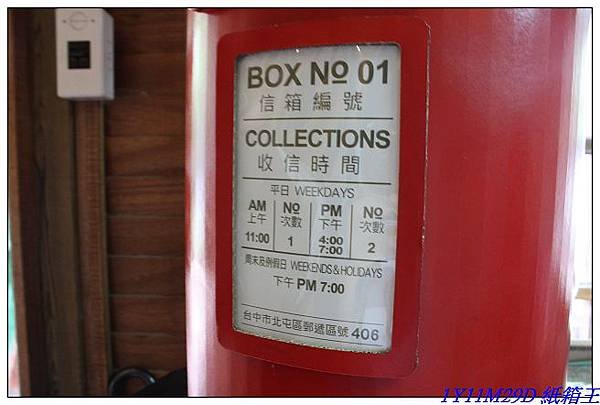 BOX № 01
信箱編號
COLLECTIONS
收信時間
平日 WEEKDAYS
AM № PM №
上午 次數 下午 次數
11:00 1 4:00 2
7:00
周末及例假日 WEEKENDS & HOLIDAYS
下午 PM 7:00
台中市北屯區郵遞區號 406
1Y11M29D 紙箱王